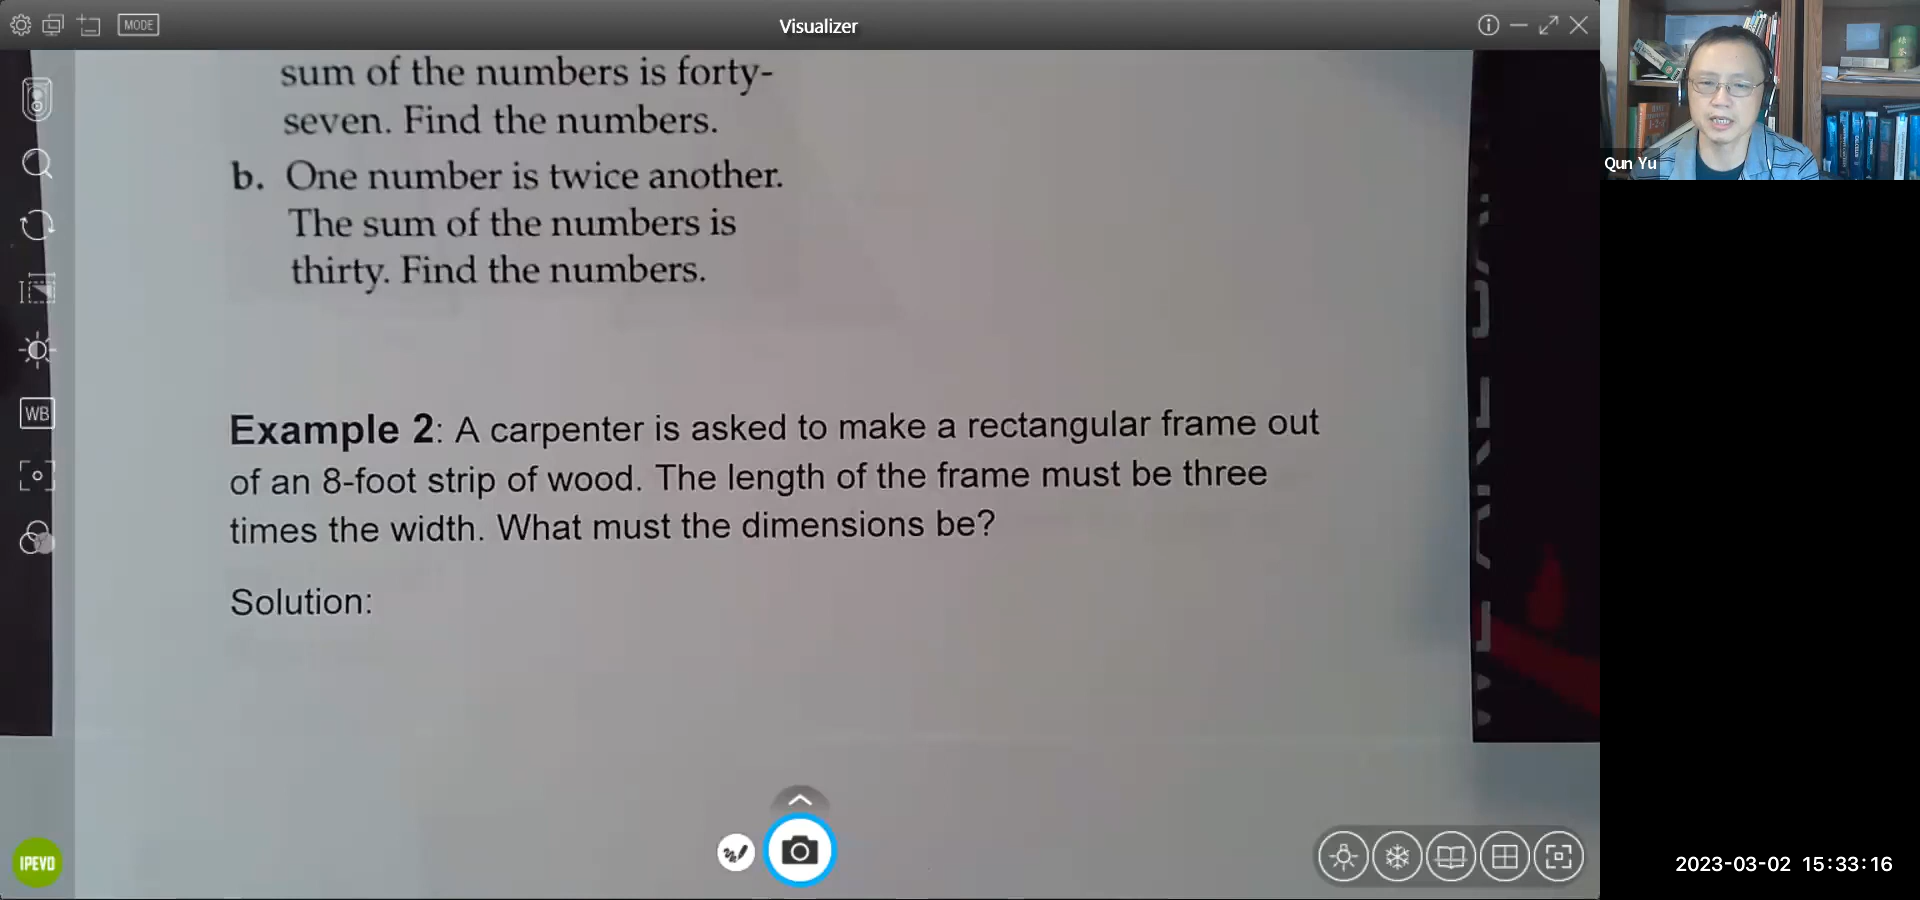 MODE
Visualizer
sum of the numbers is forty-
seven. Find the numbers.
b. One number is twice another.
The sum of the numbers is
thirty. Find the numbers.
Example 2: A carpenter is asked to make a rectangular frame out
of an 8-foot strip of wood. The length of the frame must be three
times the width. What must the dimensions be?
Solution:
WB
IPEVO
Qun Yu
2023-03-02 15:33:16